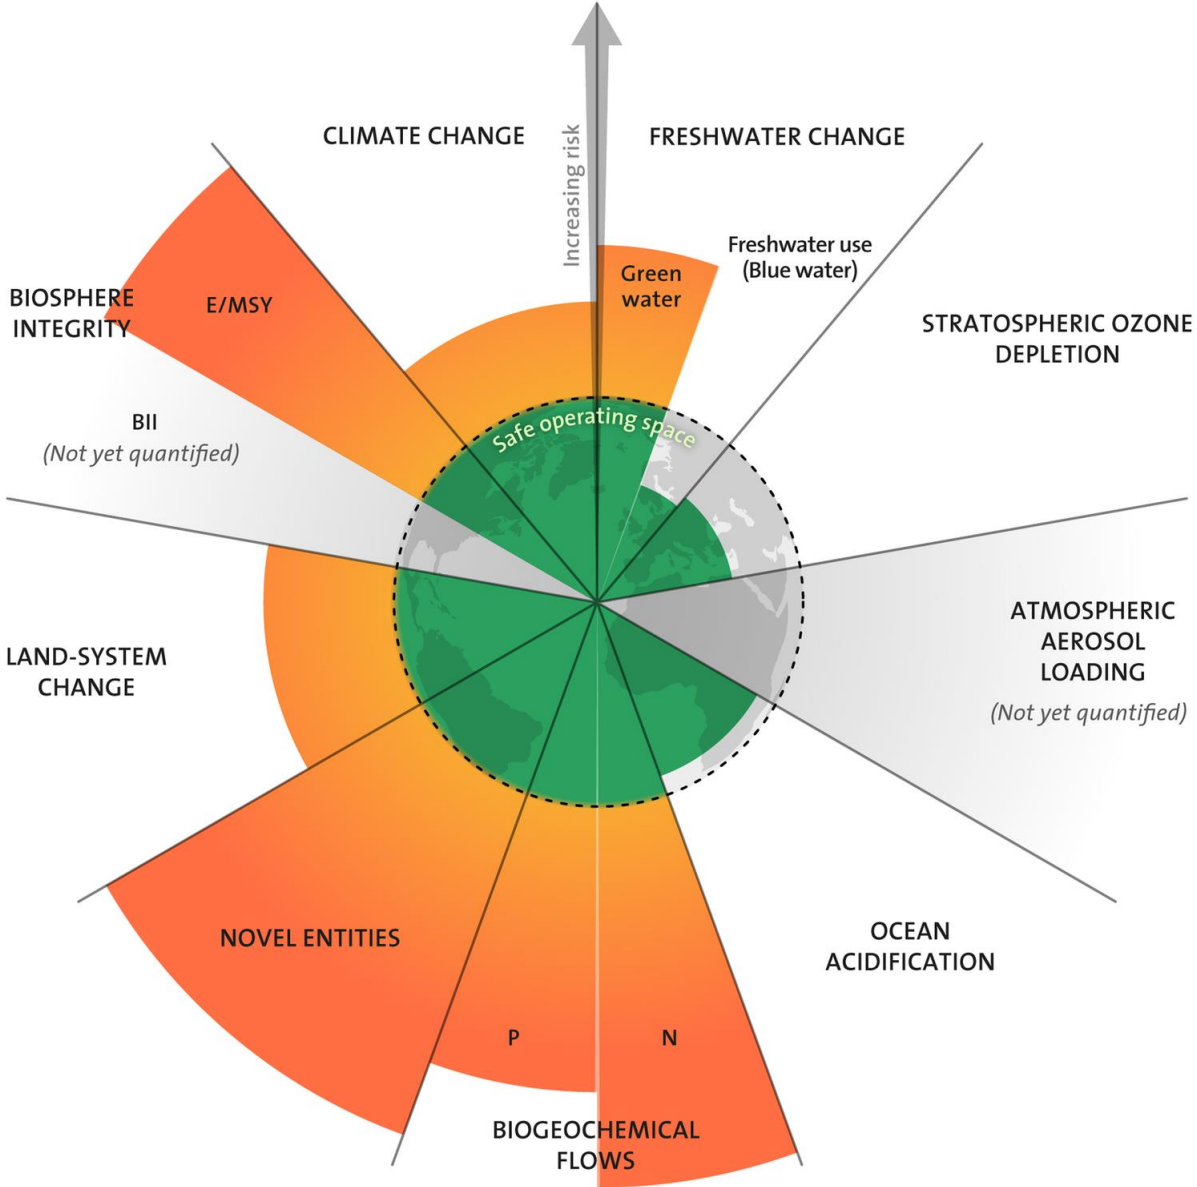 CLIMATE CHANGE
Increasing risk
FRESHWATER CHANGE
Green
water
Freshwater use
(Blue water)
STRATOSPHERIC OZONE
DEPLETION
BIOSPHERE
INTEGRITY
E/MSY
BII
(Not yet quantified)
Safe operating space
ATMOSPHERIC
AEROSOL
LOADING
(Not yet quantified)
LAND-SYSTEM
CHANGE
NOVEL ENTITIES
OCEAN
ACIDIFICATION
P
N
BIOGEOCHEMICAL
FLOWS